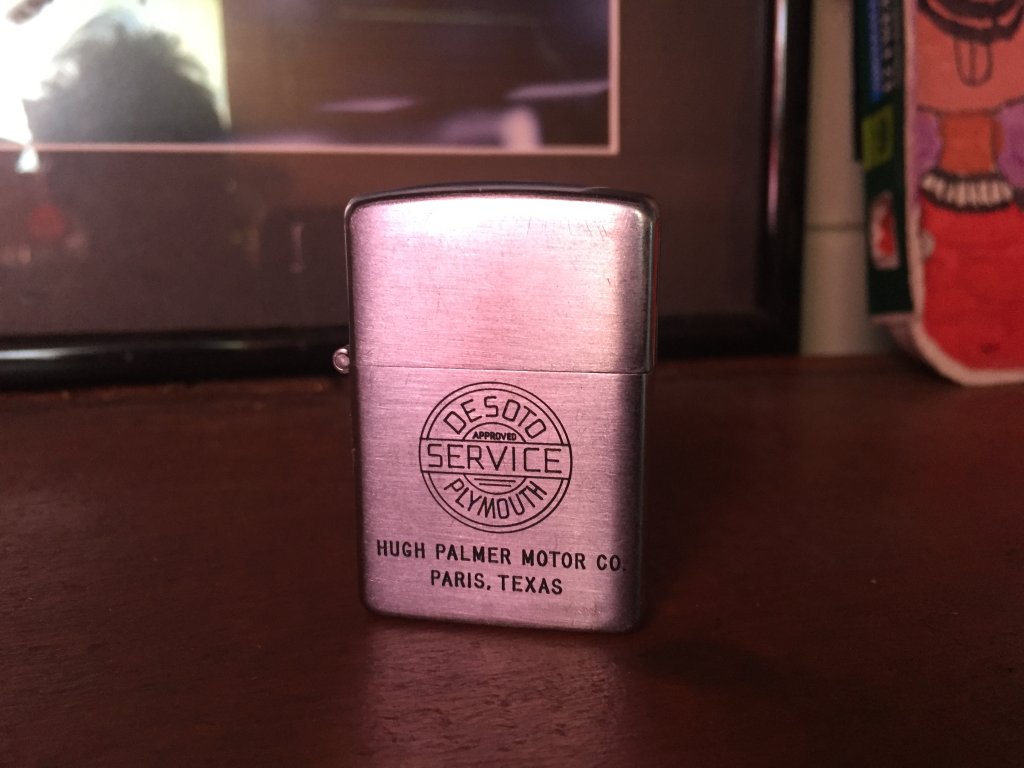 DESOTO
APPROVED
SERVICE
PLYMOUTH
HUGH PALMER MOTOR CO.
PARIS, TEXAS